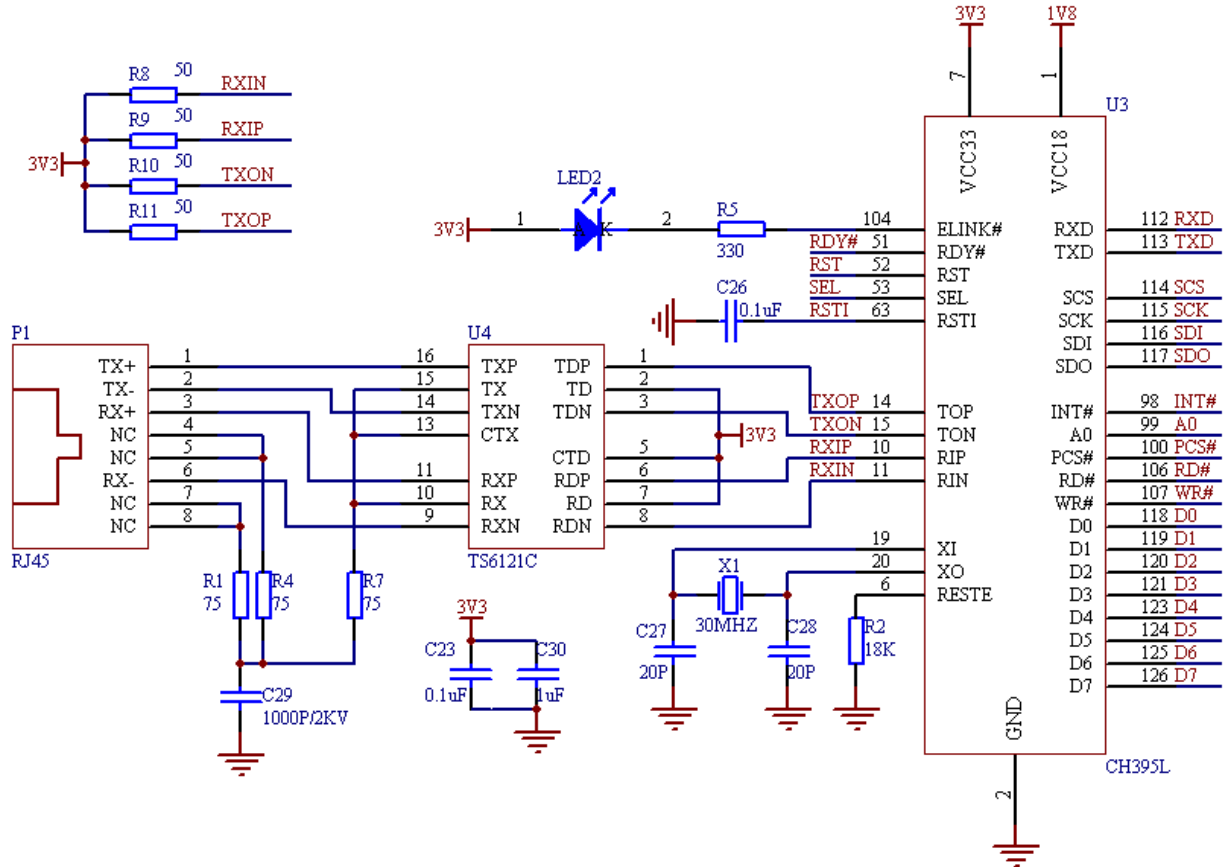 3V3
1V8
7
1
U3
VCC33
VCC18
R8
50
RXIN
R9
50
RXIP
3V3
R10
50
TXON
R11
50
TXOP
LED2
3V3
1
A
K
2
R5
330
104
ELINK#
RDY#
51
RDY#
RST
52
RST
SEL
53
SEL
RSTI
63
RSTI
C26
0.1uF
RXD
112
RXD
TXD
113
TXD
SCS
114
SCS
SCK
115
SCK
SDI
116
SDI
SDO
117
SDO
P1
TX+
1
TX-
2
RX+
3
NC
4
NC
5
RX-
6
NC
7
NC
8
RJ45
U4
16
TXP
15
TX
14
TXN
13
CTX
11
RXP
10
RX
9
RXN
TDP
1
TD
2
TDN
3
CTD
5
RDP
6
RD
7
RDN
8
TS6121C
3V3
TXOP
14
TOP
TXON
15
TON
RXIP
10
RIP
RXIN
11
RIN
19
XI
20
XO
6
RESTE
INT#
98
INT#
A0
99
A0
PCS#
100
PCS#
RD#
106
RD#
WR#
107
WR#
D0
118
D0
D1
119
D1
D2
120
D2
D3
121
D3
D4
123
D4
D5
124
D5
D6
125
D6
D7
126
D7
R1
75
R4
75
R7
75
C29
1000P/2KV
3V3
C23
0.1uF
C30
1uF
X1
30MHZ
C27
20P
C28
20P
R2
18K
GND
2
CH395L